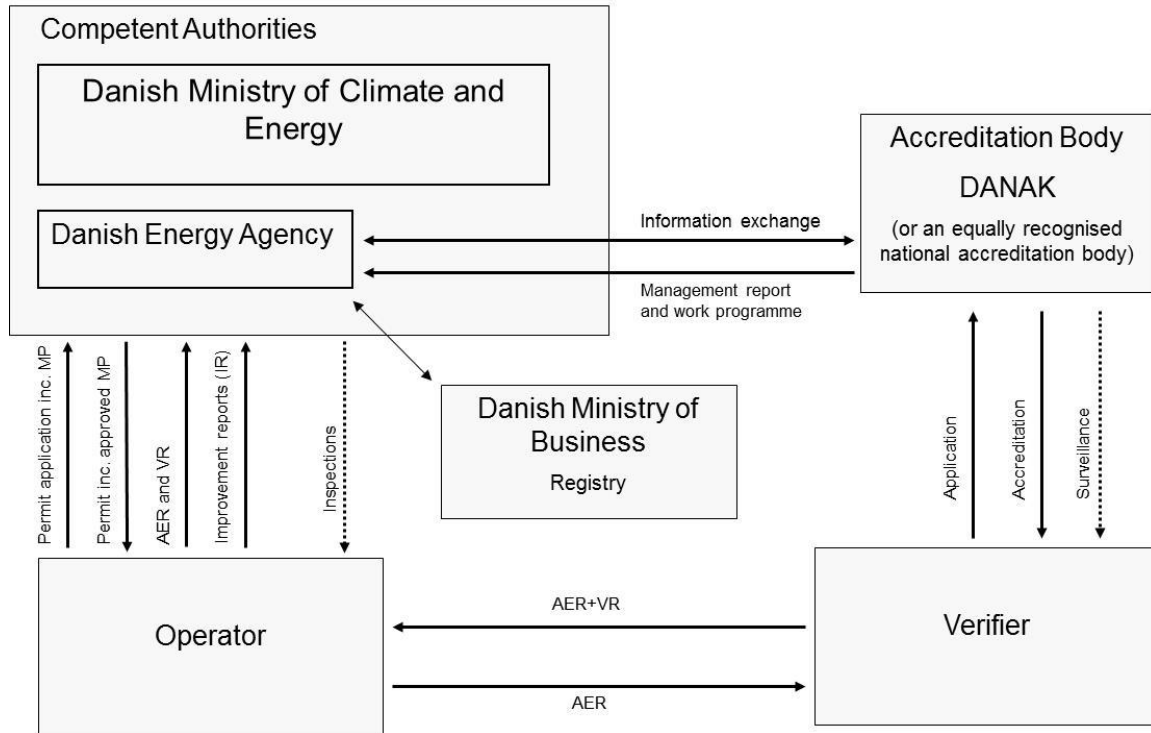 Competent Authorities
Danish Ministry of Climate and
Energy
Danish Energy Agency
Information exchange
Management report
and work programme
Accreditation Body
DANAK
(or an equally recognised
national accreditation body)
Permit application inc. MP
Permit inc. approved MP
AER and VR
Improvement reports (IR)
Inspections
Danish Ministry of
Business
Registry
Application
Accreditation
Surveillance
Operator
AER+VR
AER
Verifier